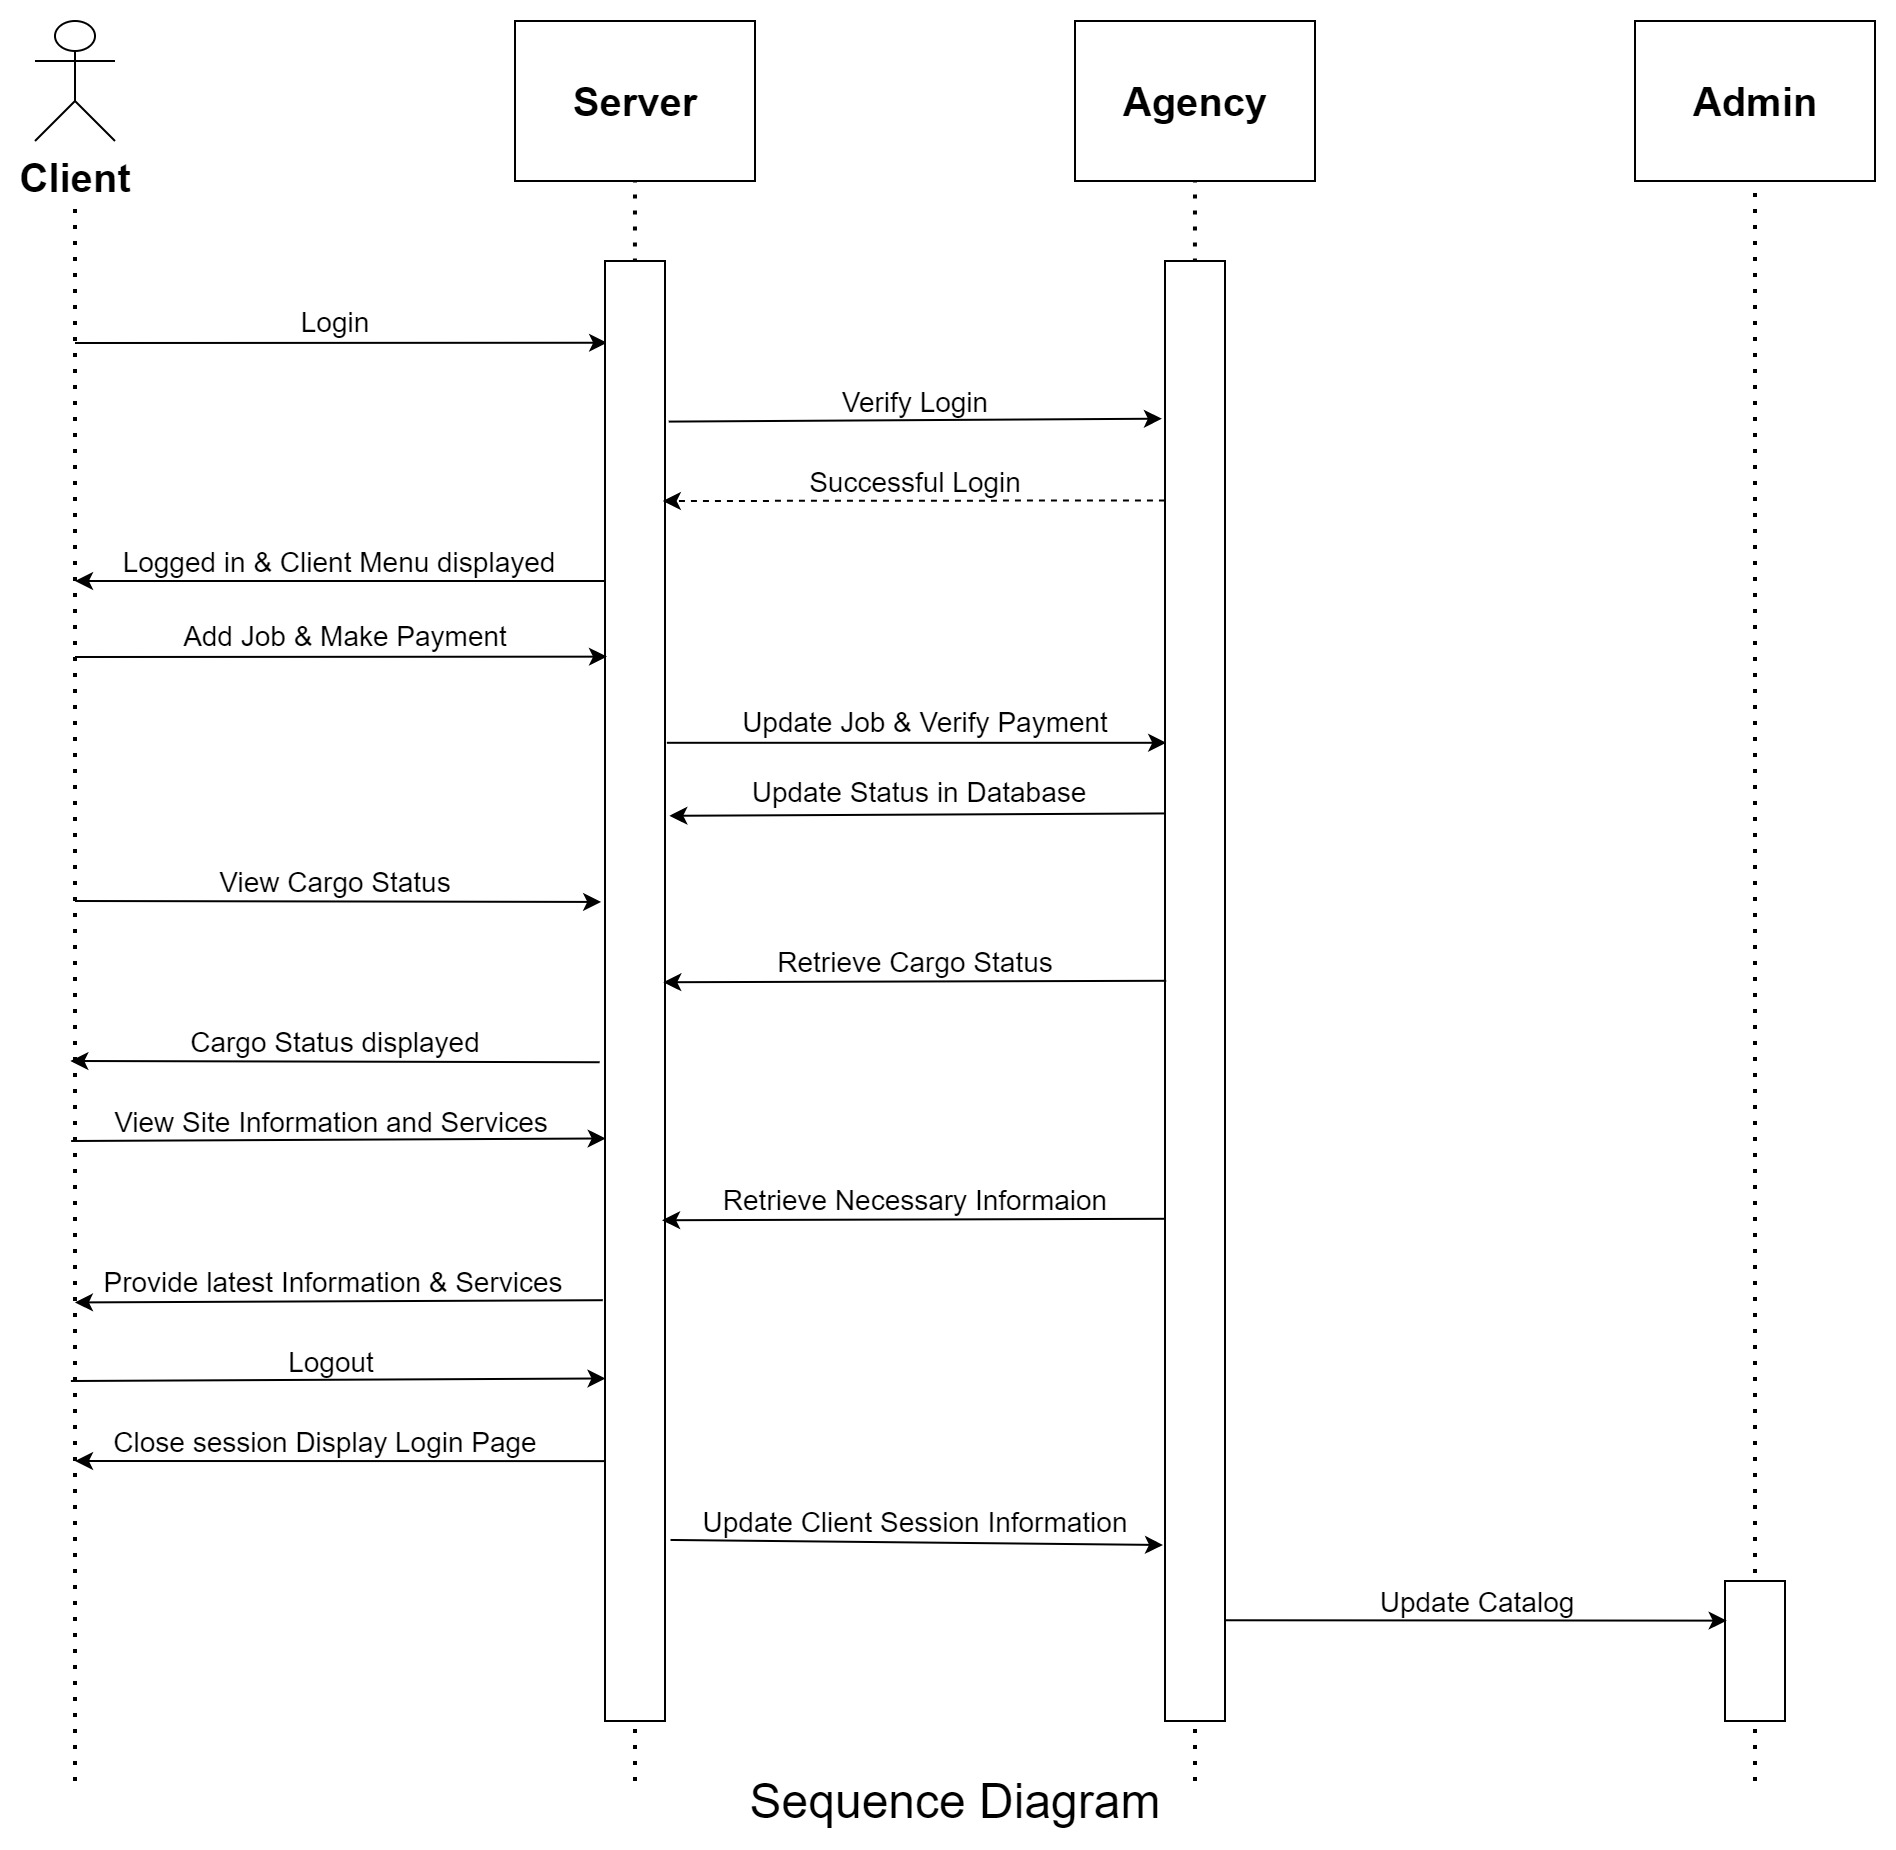 Client
Server
Agency
Admin
Login
Verify Login
Successful Login
Logged in & Client Menu displayed
Add Job & Make Payment
Update Job & Verify Payment
Update Status in Database
View Cargo Status
Retrieve Cargo Status
Cargo Status displayed
View Site Information and Services
Retrieve Necessary Informaion
Provide latest Information & Services
Logout
Close session Display Login Page
Update Client Session Information
Update Catalog
Sequence Diagram